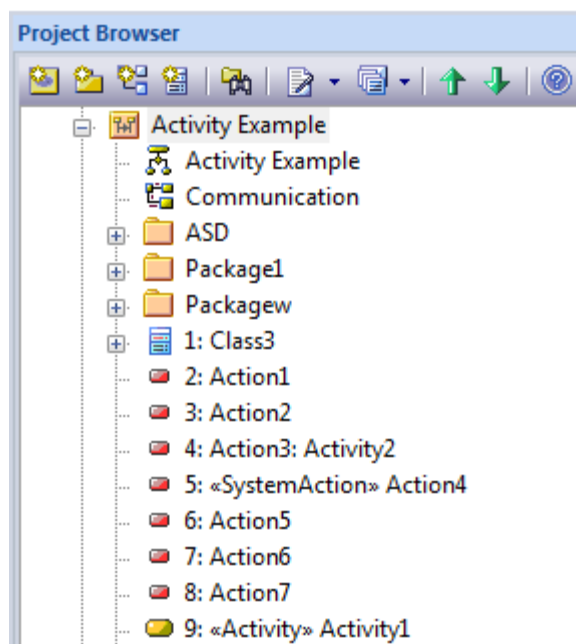 Project Browser
Activity Example
Activity Example
Communication
ASD
Package1
Packagew
1: Class3
2: Action1
3: Action2
4: Action3: Activity2
5: «SystemAction» Action4
6: Action5
7: Action6
8: Action7
9: «Activity» Activity1